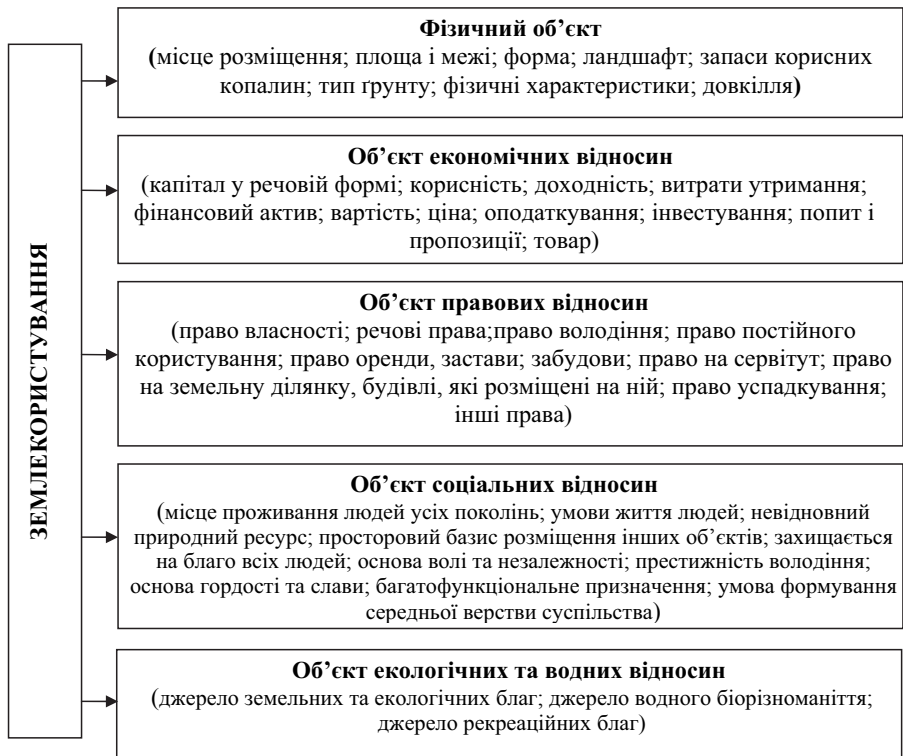 ЗЕМЛЕКОРИСТУВАННЯ
Фізичний об’єкт
(місце розміщення; площа і межі; форма; ландшафт; запаси корисних
копалин; тип ґрунту; фізичні характеристики; довкілля)
Об’єкт економічних відносин
(капітал у речовій формі; корисність; доходність; витрати утримання;
фінансовий актив; вартість; ціна; оподаткування; інвестування; попит і
пропозиції; товар)
Об’єкт правових відносин
(право власності; речові права;право володіння; право постійного
користування; право оренди, застави; забудови; право на сервітут; право
на земельну ділянку, будівлі, які розміщені на ній; право успадкування;
інші права)
Об’єкт соціальних відносин
(місце проживання людей усіх поколінь; умови життя людей; невідновний
природний ресурс; просторовий базис розміщення інших об’єктів; захищається
на благо всіх людей; основа волі та незалежності; престижність володіння;
основа гордості та слави; багатофункціональне призначення; умова формування
середньої верстви суспільства)
Об’єкт екологічних та водних відносин
(джерело земельних та екологічних благ; джерело водного біорізноманіття;
джерело рекреаційних благ)